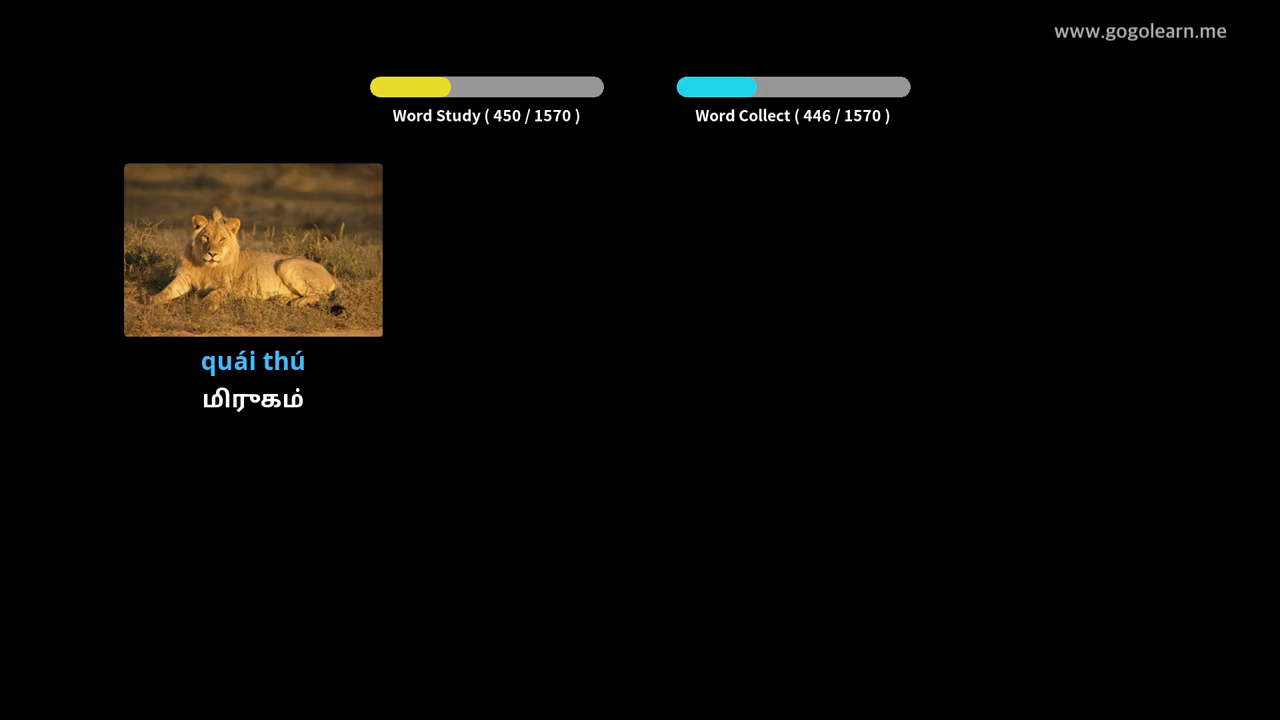 www.gogolearn.me
Word Study ( 450 / 1570 )
Word Collect ( 446 / 1570 )
quái thú
மிருகம்